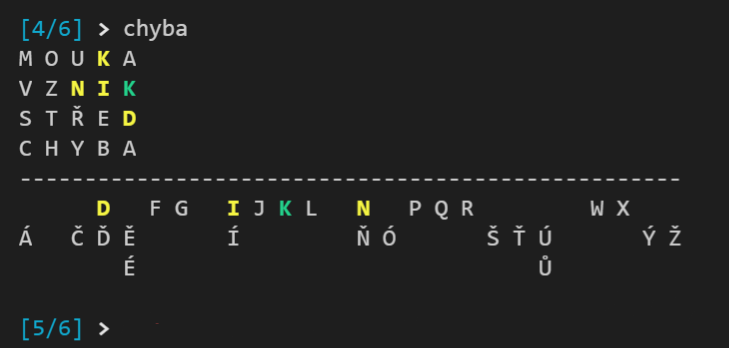 [4/6] > chyba
M O U K A
V Z N I K
S T Ř E D
C H Y B A
---------------------------------------------------
D F G I J K L N P Q R W X
Á Č Ď Ě Í Ň Ó Š Ť Ú Ý Ž
É Ů
[5/6] >